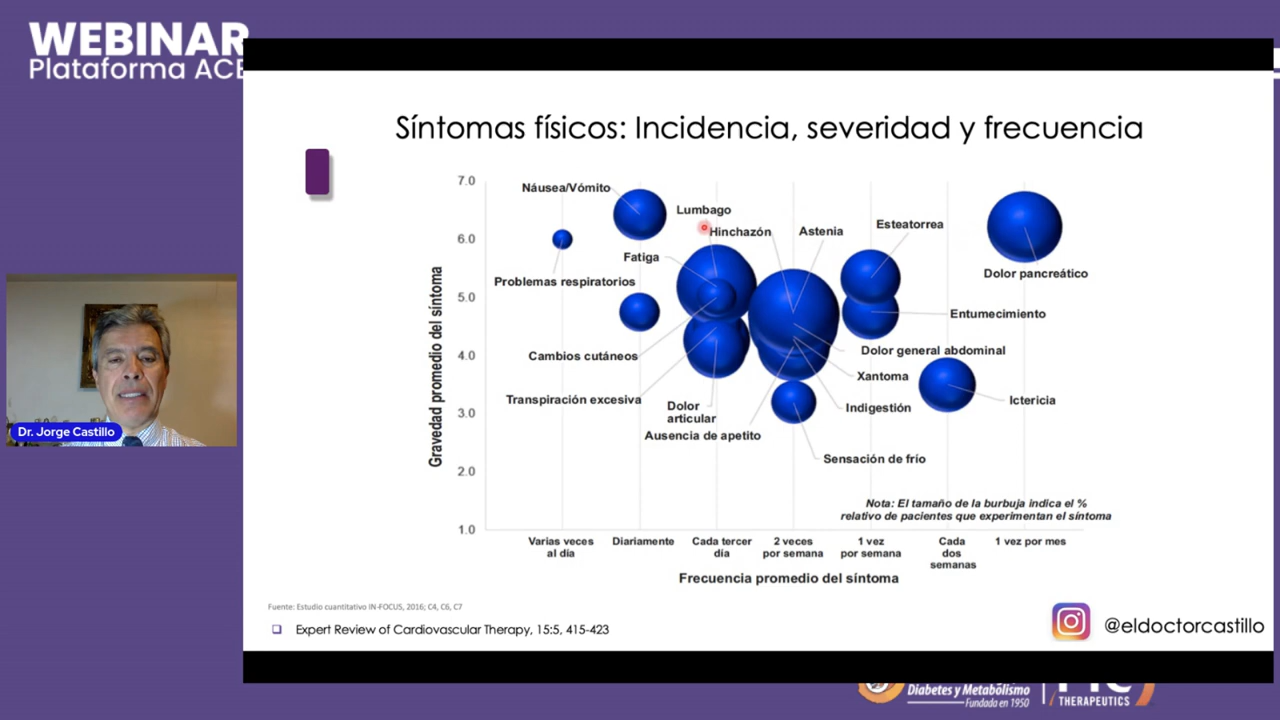 WEBINAR
Plataforma ACE
Síntomas físicos: Incidencia, severidad y frecuencia
7.0
6.0
5.0
4.0
3.0
2.0
1.0
Gravedad promedio del síntoma
Náusea/Vómito
Lumbago
Hinchazón
Astenia
Esteatorrea
Fatiga
Problemas respiratorios
Dolor pancreático
Entumecimiento
Cambios cutáneos
Dolor general abdominal
Xantoma
Transpiración excesiva
Dolor
articular
Indigestión
Ictericia
Ausencia de apetito
Sensación de frío
Nota: El tamaño de la burbuja indica el %
relativo de pacientes que experimentan el síntoma
Varias veces
al día
Diariamente
Cada tercer
día
2 veces
por semana
1 vez
por semana
Cada
dos
semanas
1 vez por mes
Frecuencia promedio del síntoma
Fuente: Estudio cuantitativo IN-FOCUS, 2016; C4, C6, C7
Expert Review of Cardiovascular Therapy, 15:5, 415-423
@eldoctorcastillo
Dr. Jorge Castillo
Diabetes y Metabolismo
Fundada en 1950
THERAPEUTICS